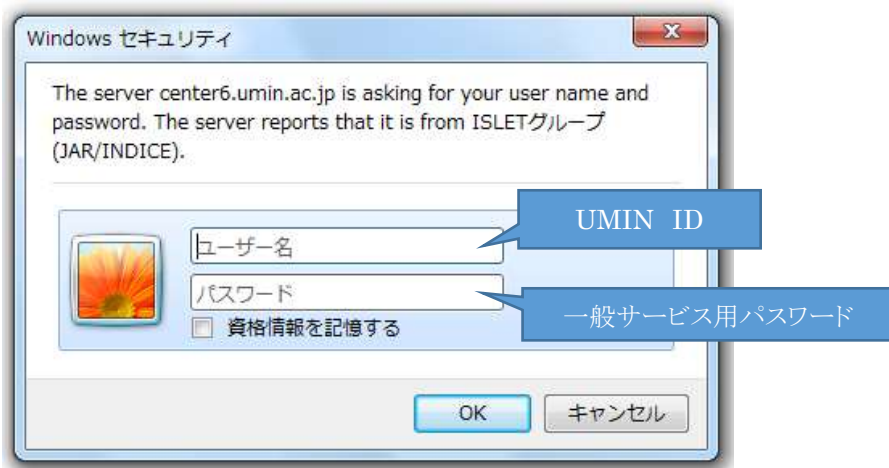 Windows セキュリティ
The server center6.umin.ac.jp is asking for your user name and
password. The server reports that it is from ISLETグループ
(JAR/INDICE).
UMIN ID
ユーザー名
パスワード
一般サービス用パスワード
資格情報を記憶する
OK
キャンセル